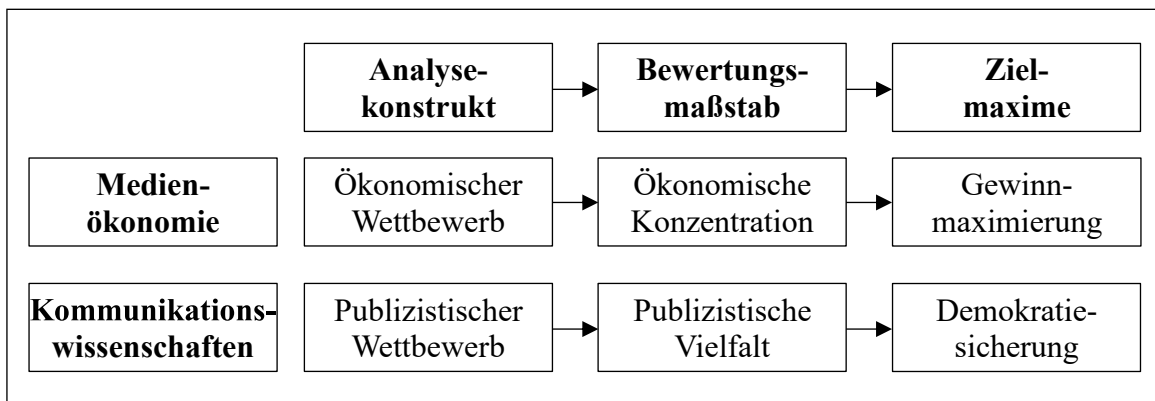 Analyse-
konstrukt
Bewertungs-
maßstab
Ziel-
maxime
Medien-
ökonomie
Ökonomischer
Wettbewerb
Ökonomische
Konzentration
Gewinn-
maximierung
Kommunikations-
wissenschaften
Publizistischer
Wettbewerb
Publizistische
Vielfalt
Demokratie-
sicherung